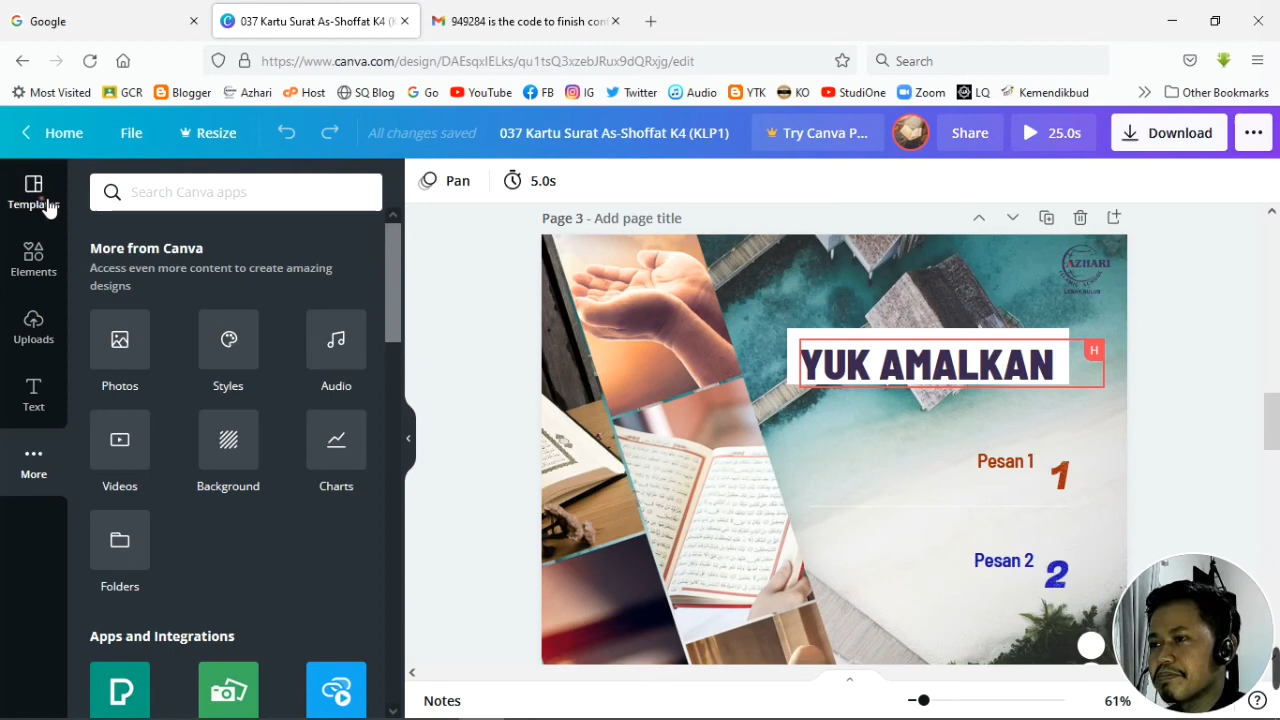 Google
037 Kartu Surat As-Shoffat K4 (
949284 is the code to finish con
https://www.canva.com/design/DAEsqxIELks/qu1tsQ3xzebJRux9dQRxjg/edit
Search
Most Visited
GCR
Blogger
Azhari
Host
SQ Blog
Go
YouTube
FB
IG
Twitter
Audio
YTK
KO
StudiOne
Zoom
LQ
Kemendikbud
Other Bookmarks
Home
File
Resize
All changes saved
037 Kartu Surat As-Shoffat K4 (KLP1)
Try Canva P...
Share
25.0s
Download
Templates
Elements
Uploads
Text
More
Search Canva apps
More from Canva
Access even more content to create amazing
designs
Photos
Styles
Audio
Videos
Background
Charts
Folders
Apps and Integrations
Pan
5.0s
Page 3 - Add page title
AZHARI
ISLAMIC SCHOOL
LEBAK BULUS
YUK AMALKAN
H
Pesan 1
1
Pesan 2
2
Notes
61%